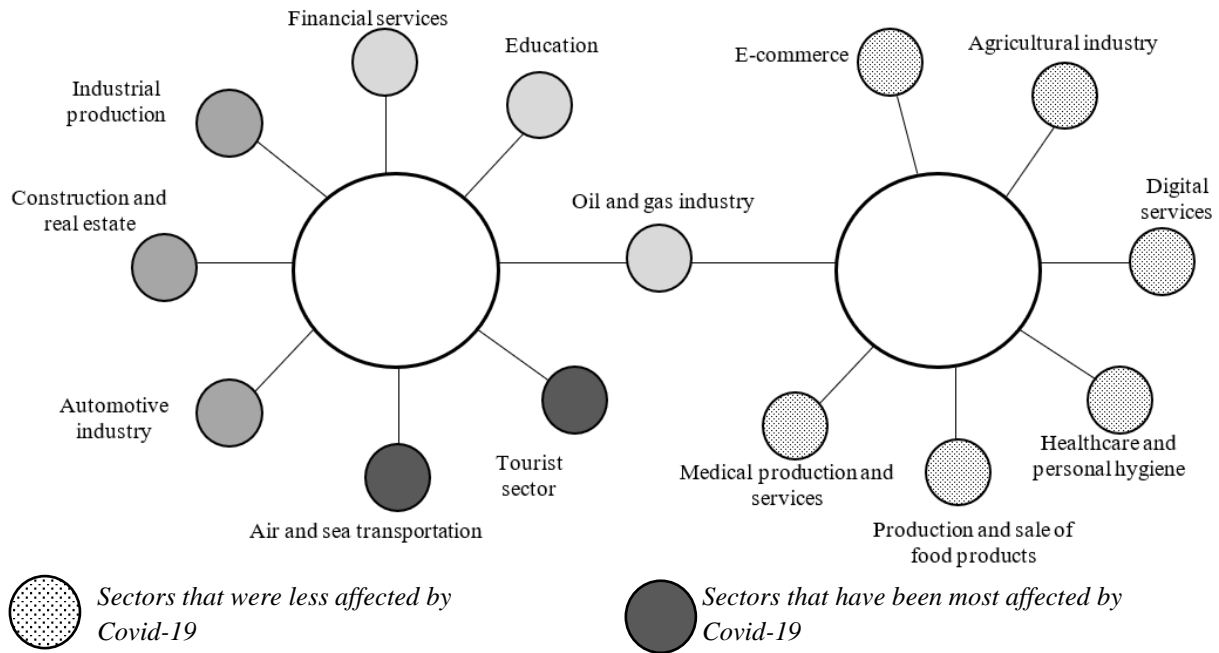 Financial services
Education
Industrial
production
Construction and
real estate
Automotive
industry
Air and sea transportation
Tourist
sector
Oil and gas industry
E-commerce
Agricultural industry
Digital
services
Healthcare and
personal hygiene
Production and sale of
food products
Medical production and
services
Sectors that were less affected by
Covid-19
Sectors that have been most affected by
Covid-19